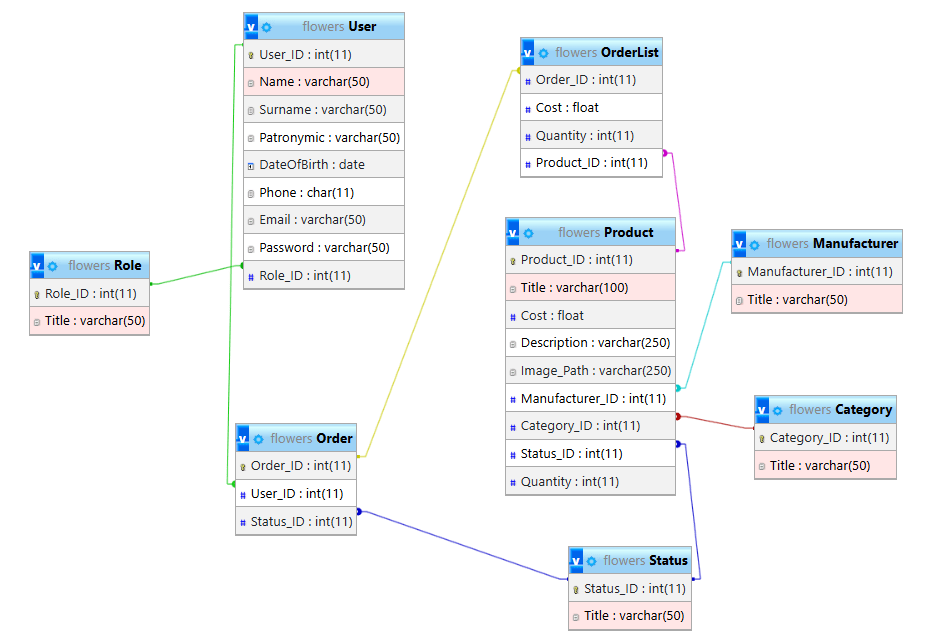 flowers User
User_ID : int(11)
Name : varchar(50)
Surname : varchar(50)
Patronymic : varchar(50)
DateOfBirth : date
Phone : char(11)
Email : varchar(50)
Password : varchar(50)
Role_ID : int(11)
flowers OrderList
Order_ID : int(11)
Cost : float
Quantity : int(11)
Product_ID : int(11)
flowers Role
Role_ID : int(11)
Title : varchar(50)
flowers Product
Product_ID : int(11)
Title : varchar(100)
Cost : float
Description : varchar(250)
Image_Path : varchar(250)
Manufacturer_ID : int(11)
Category_ID : int(11)
Status_ID : int(11)
Quantity : int(11)
flowers Manufacturer
Manufacturer_ID : int(11)
Title : varchar(50)
flowers Category
Category_ID : int(11)
Title : varchar(50)
flowers Order
Order_ID : int(11)
User_ID : int(11)
Status_ID : int(11)
flowers Status
Status_ID : int(11)
Title : varchar(50)